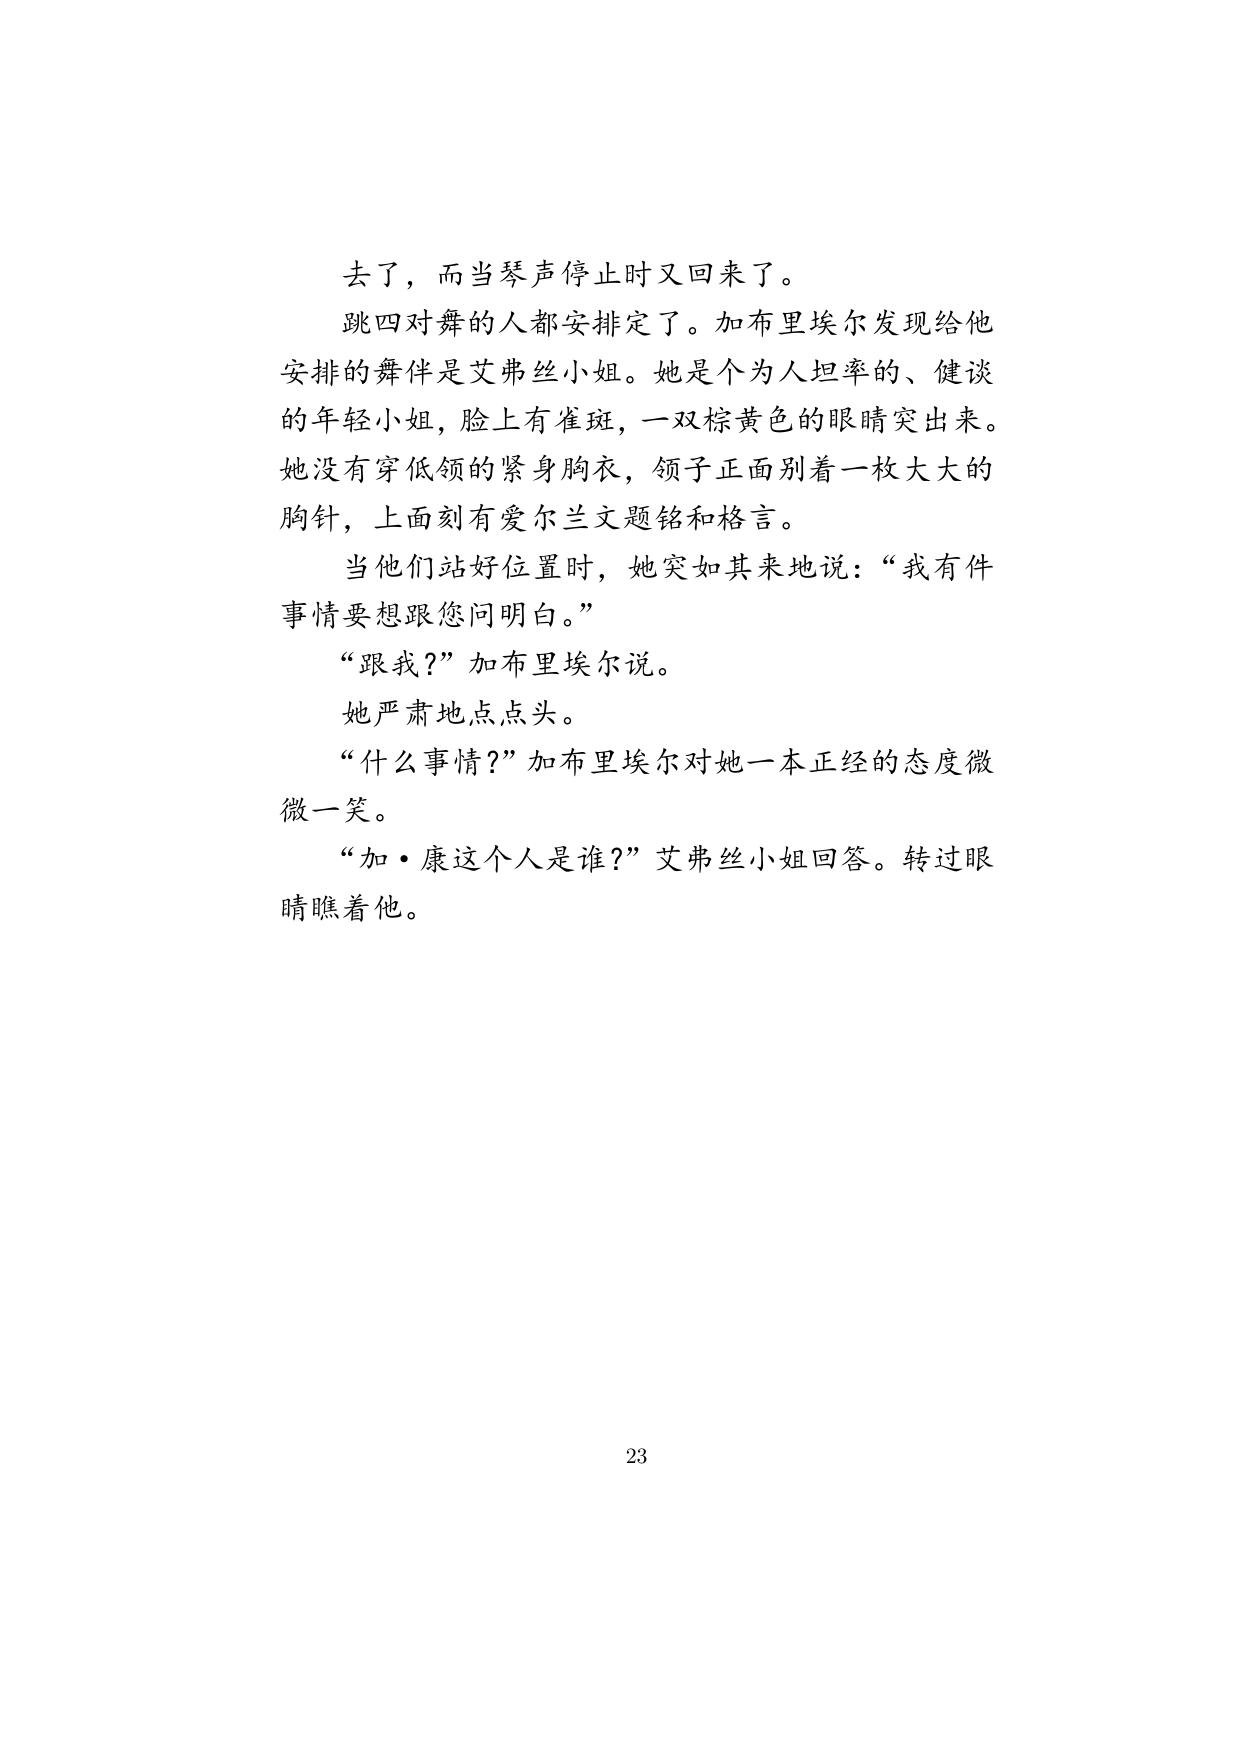 去了，而当琴声停止时又回来了。
跳四对舞的人都安排定了。加布里埃尔发现给他
安排的舞伴是艾弗丝小姐。她是个为人坦率的、健谈
的年轻小姐，脸上有雀斑，一双棕黄色的眼睛突出来。
她没有穿低领的紧身胸衣，领子正面别着一枚大大的
胸针，上面刻有爱尔兰文题铭和格言。
当他们站好位置时，她突如其来地说：“我有件
事情要想跟您问明白。”
“跟我？”加布里埃尔说。
她严肃地点点头。
“什么事情？”加布里埃尔对她一本正经的态度微
微一笑。
“加·康这个人是谁？”艾弗丝小姐回答。转过眼
睛瞧着他。
23